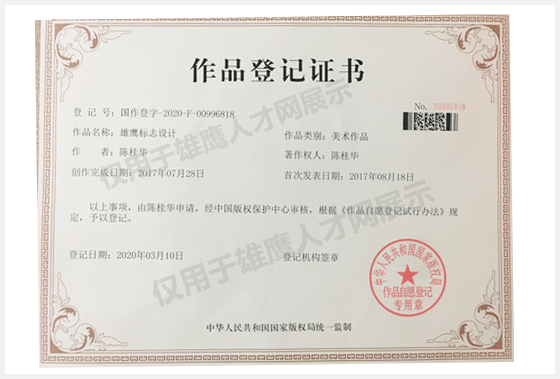 作品登记证书
No. 00996818
登 记 号：国作登字-2020-F-00996818
作品名称：雄鹰标志设计
作品类别：美术作品
作 者：陈桂华
著作权人：陈桂华
创作完成日期：2017年07月28日
首次发表日期：2017年08月18日
以上事项，由陈桂华申请，经中国版权保护中心审核，根据《作品自愿登记试行办法》规
定，予以登记。
登记日期：2020年03月10日
登记机构签章
中华人民共和国国家版权局
作品自愿登记
专用章
中华人民共和国国家版权局统一监制
仅用于雄鹰人才网展示
仅用于雄鹰人才网展示